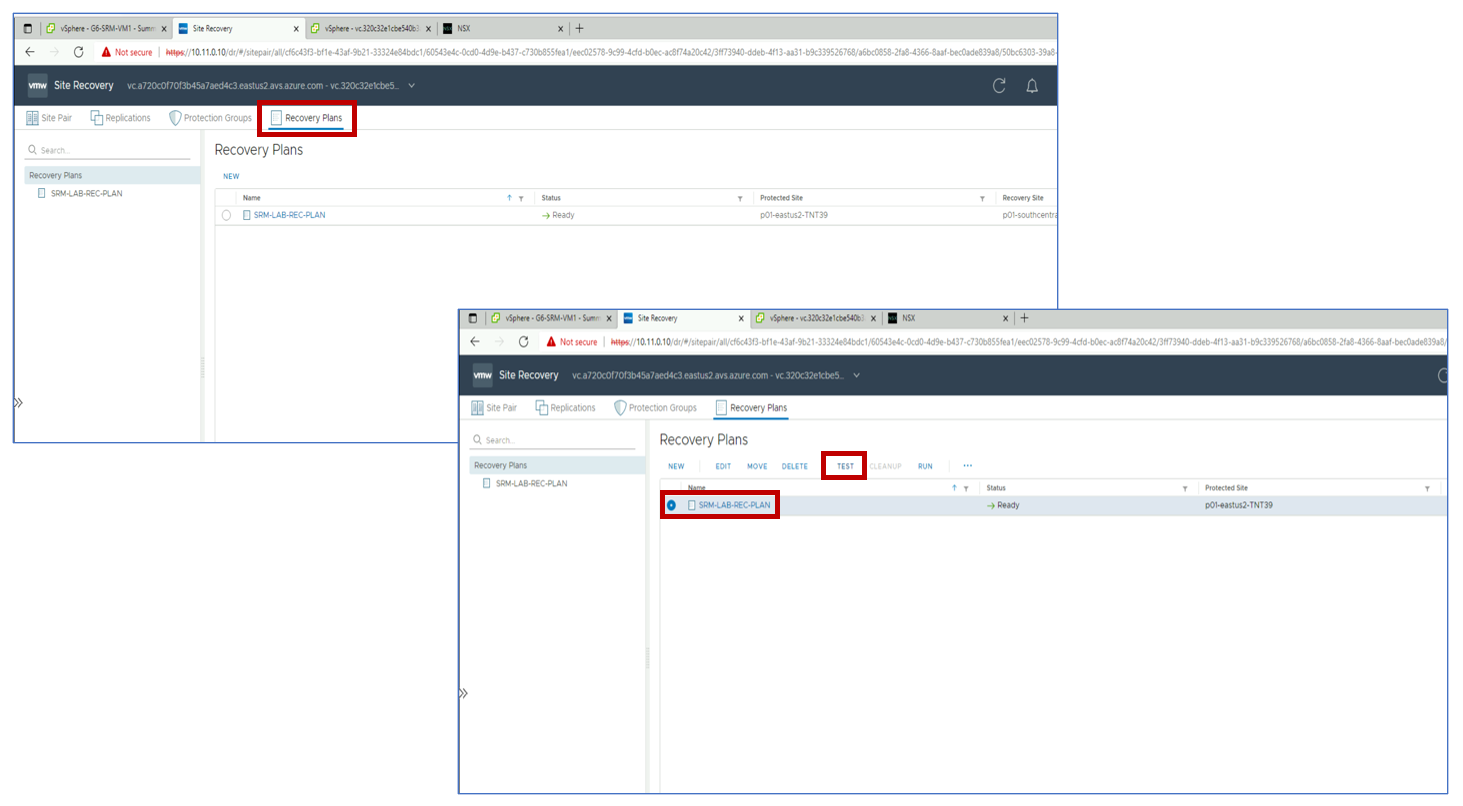 vSphere - G6-SRM-VM1 - Summ
Site Recovery
vSphere - vc.320c32e1cbe540b3
NSX
Not secure
https://10.11.0.10/dr/#/sitepair/all/cf6c43f3-bf1e-43af-9b21-33324e84bdc1/60543e4c-0cd0-4d9e-b437-c730b855fea1/eec02578-9c99-4cfd-b0ec-ac8f74a20c42/3ff73940-ddeb-4f13-aa31-b9c339526768/a6bc0858-2fa8-4366-8aaf-bec0ade839a8/50bc6303-39a8-
vmw Site Recovery vc.a720c0f70f3b45a7aed4c3.eastus2.avs.azure.com - vc.320c32e1cbe5...
Site Pair Replications Protection Groups Recovery Plans
Search...
Recovery Plans
SRM-LAB-REC-PLAN
Recovery Plans
NEW
Name Status Protected Site Recovery Site
SRM-LAB-REC-PLAN Ready p01-eastus2-TNT39 p01-southcentra
vSphere - G6-SRM-VM1 - Summ
Site Recovery
vSphere - vc.320c32e1cbe540b3
NSX
NSX
Not secure
https://10.11.0.10/dr/#/sitepair/all/cf6c43f3-bf1e-43af-9b21-33324e84bdc1/60543e4c-0cd0-4d9e-b437-c730b855fea1/eec02578-9c99-4cfd-b0ec-ac8f74a20c42/3ff73940-ddeb-4f13-aa31-b9c339526768/a6bc0858-2fa8-4366-8aaf-bec0ade839a8/
vmw Site Recovery vc.a720c0f70f3b45a7aed4c3.eastus2.avs.azure.com - vc.320c32e1cbe5...
Site Pair Replications Protection Groups Recovery Plans
Search...
Recovery Plans
SRM-LAB-REC-PLAN
Recovery Plans
NEW EDIT MOVE DELETE TEST CLEANUP RUN ...
Name Status Protected Site
SRM-LAB-REC-PLAN Ready p01-eastus2-TNT39